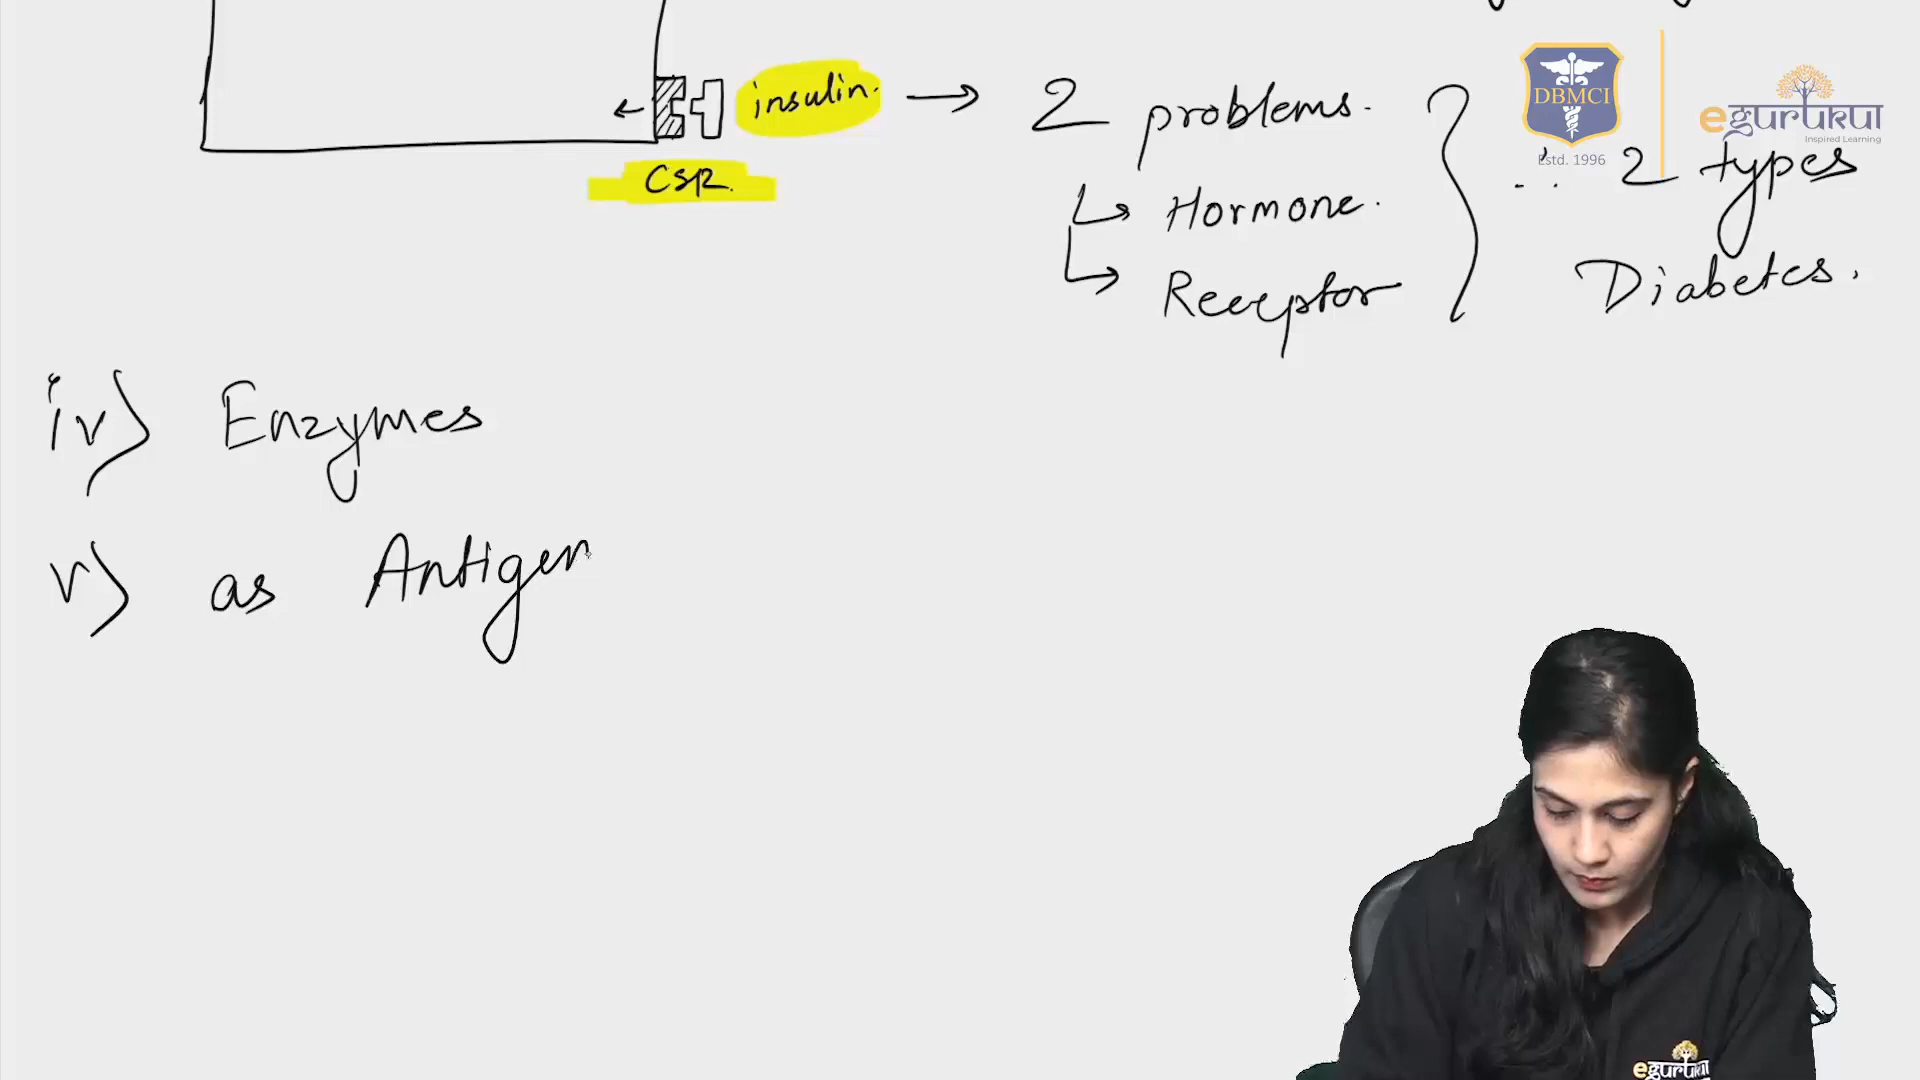 insulin. → 2 problems.
CSR.
↳ Hormone.
↳ Receptor
∴ 2 types
Diabetes.
iv) Enzymes
v) as Antigen
DBMCI
Estd. 1996
egurukul
Inspired Learning
egurukul